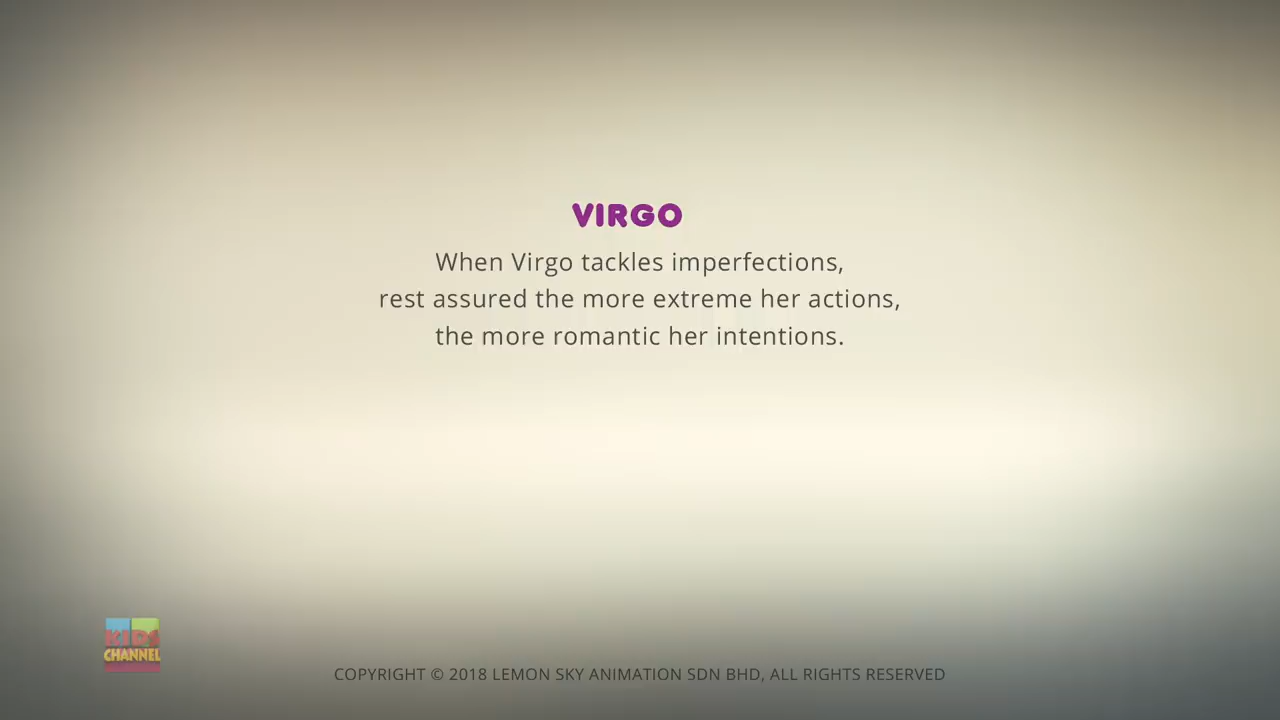 VIRGO
When Virgo tackles imperfections,
rest assured the more extreme her actions,
the more romantic her intentions.
KIDS
CHANNEL
COPYRIGHT © 2018 LEMON SKY ANIMATION SDN BHD, ALL RIGHTS RESERVED